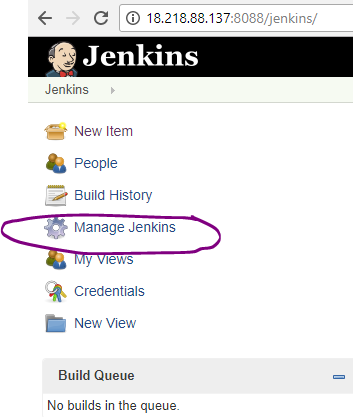 18.218.88.137:8088/jenkins/
Jenkins
Jenkins
New Item
People
Build History
Manage Jenkins
My Views
Credentials
New View
Build Queue
No builds in the queue.